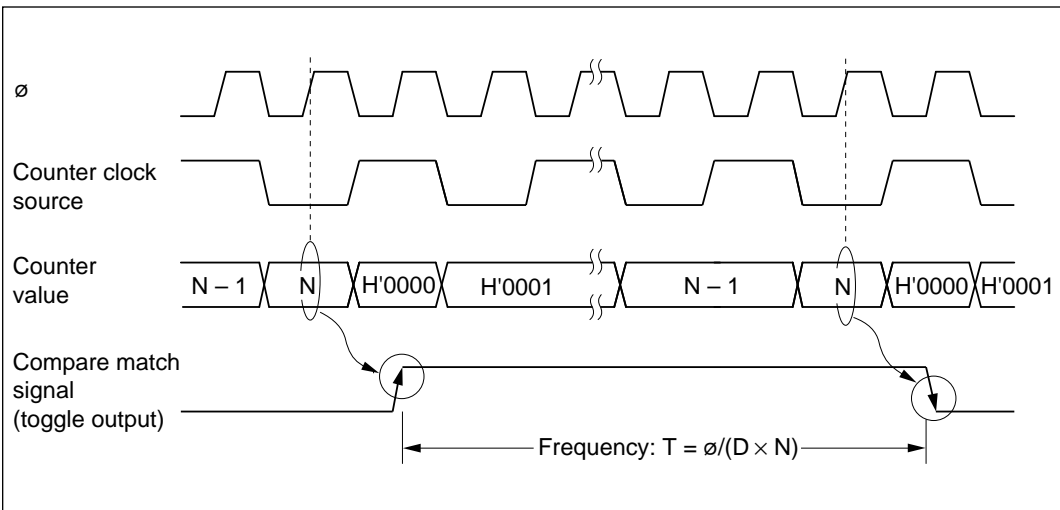 ø
Counter clock
source
Counter
value
N – 1 N H'0000 H'0001 N – 1 N H'0000 H'0001
Compare match
signal
(toggle output)
Frequency: T = ø/(D × N)